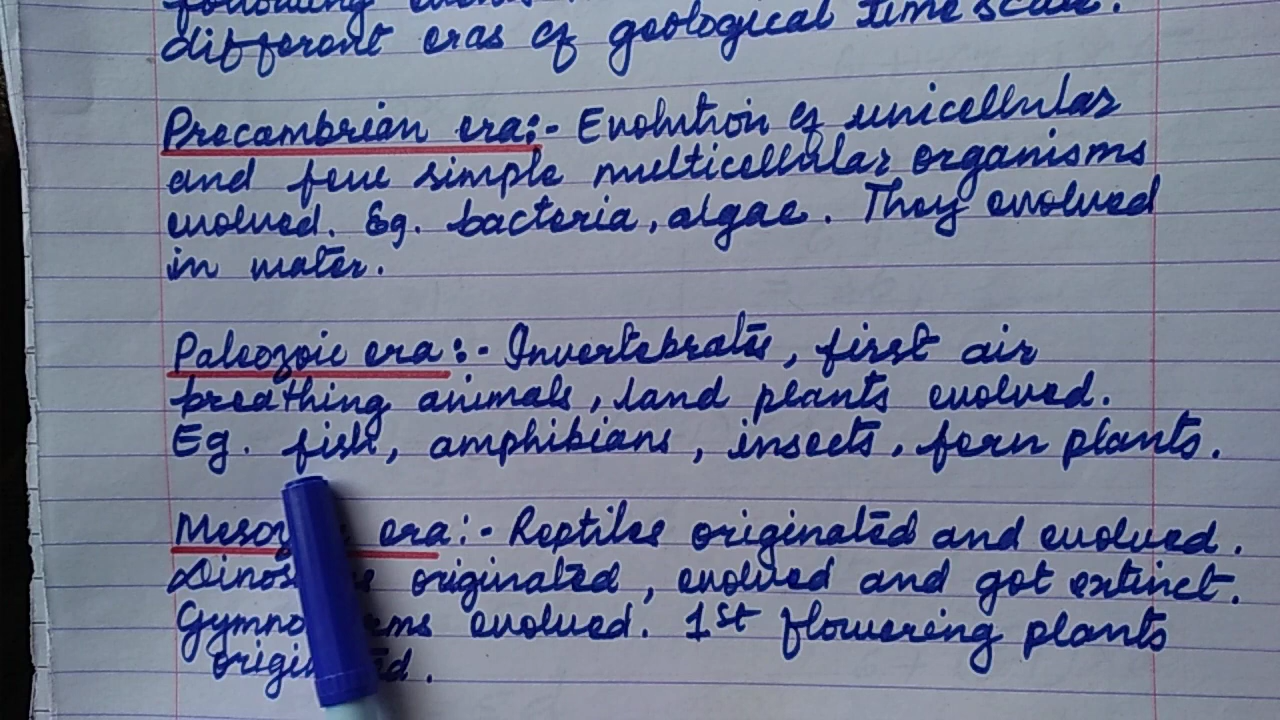 following
different eras of geological time scale.
Precambrian era:- Evolution of unicellular
and few simple multicellular organisms
evolved. Eg. bacteria, algae. They evolved
in water.
Paleozoic era:- Invertebrates, first air
breathing animals, land plants evolved.
Eg. fish, amphibians, insects, fern plants.
era:- Reptiles originated and evolved.
originated, evolved and got extinct.
evolved. 1st flowering plants